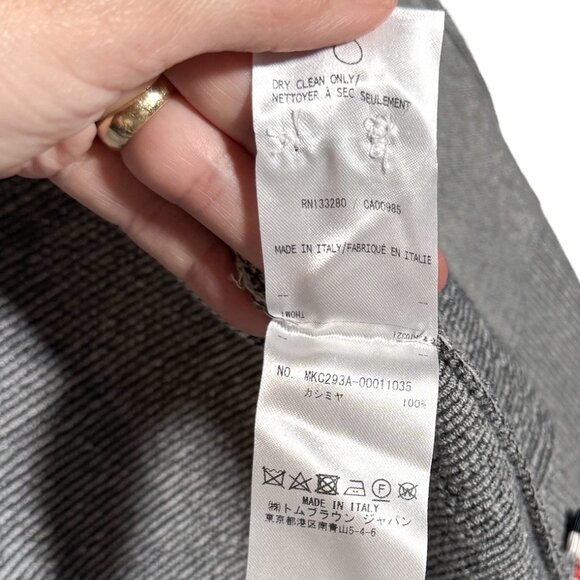 DRY CLEAN ONLY/
NETTOYER À SEC SEULEMENT
RN133280 / CA00985
MADE IN ITALY/FABRIQUÉ EN ITALIE
NO. MKC293A-00011035
カシミヤ 100%
MADE IN ITALY
㈱トムブラウン ジャパン
東京都港区南青山5-4-6